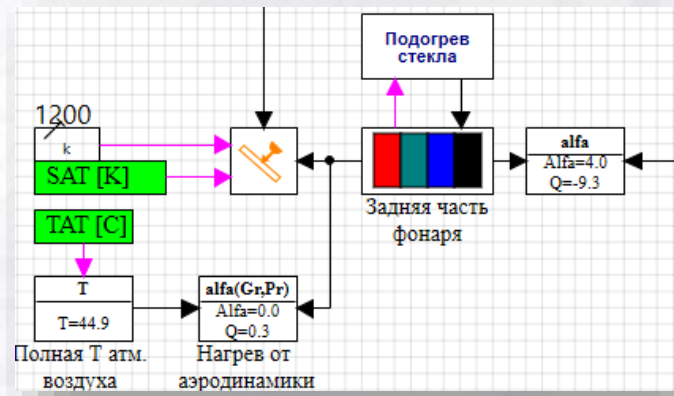 Подогрев
стекла
1200
k
SAT [K]
alfa
Alfa=4.0
Q=-9.3
Задняя часть
фонаря
TAT [C]
T
T=44.9
alfa(Gr,Pr)
Alfa=0.0
Q=0.3
Полная Т атм.
воздуха
Нагрев от
аэродинамики